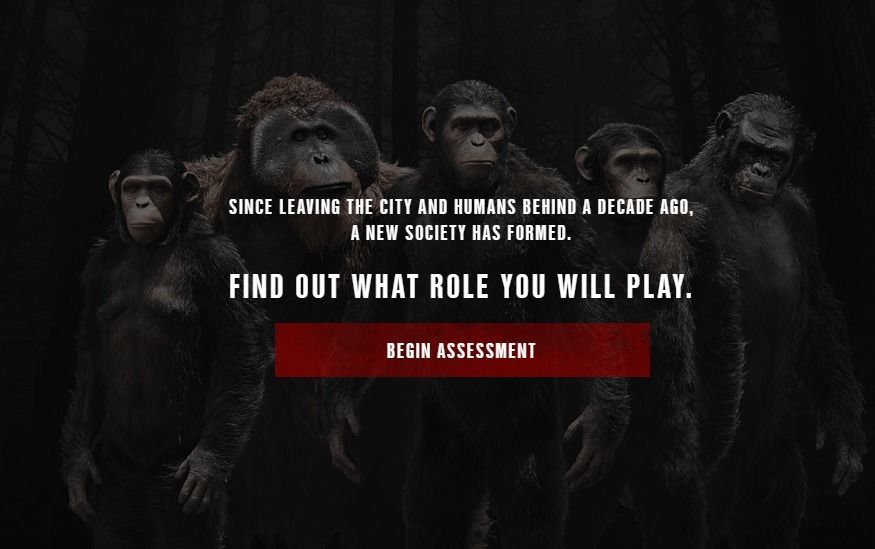 SINCE LEAVING THE CITY AND HUMANS BEHIND A DECADE AGO,
A NEW SOCIETY HAS FORMED.
FIND OUT WHAT ROLE YOU WILL PLAY.
BEGIN ASSESSMENT